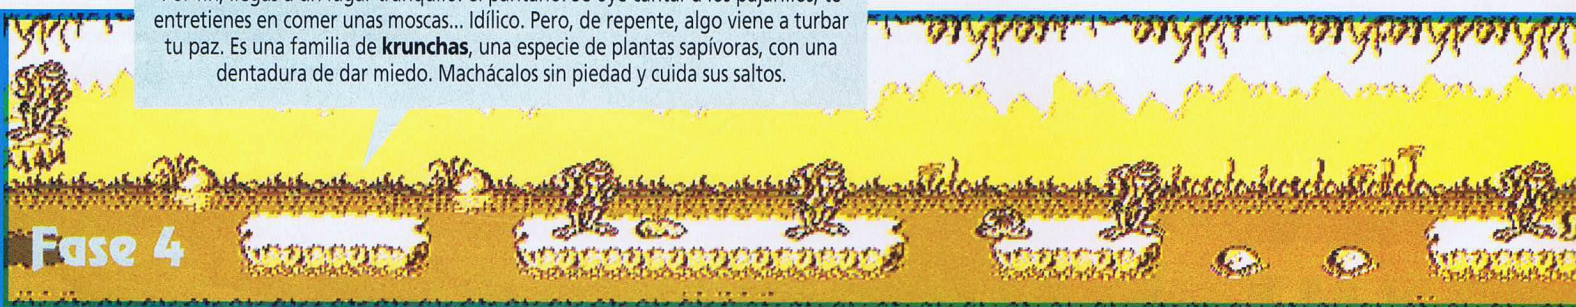 entretienes en comer unas moscas... Idílico. Pero, de repente, algo viene a turbar
tu paz. Es una familia de krunchas, una especie de plantas sapívoras, con una
dentadura de dar miedo. Machácalos sin piedad y cuida sus saltos.
Fase 4